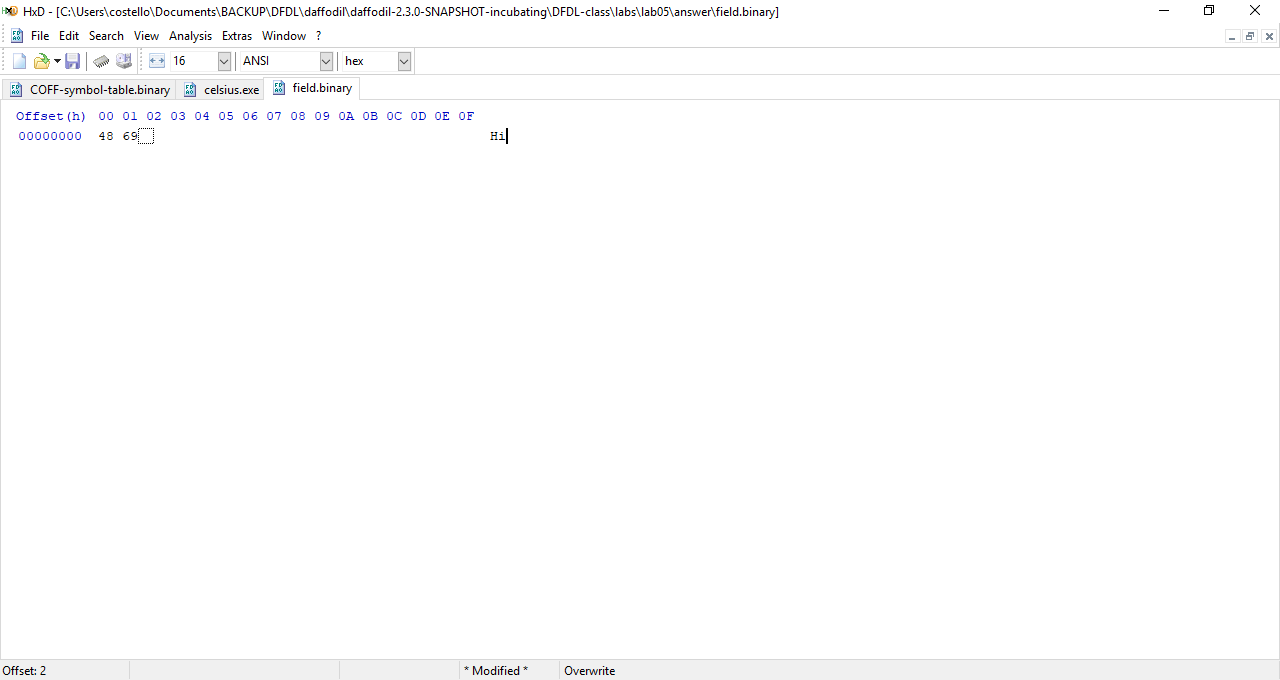 HxD - [C:\Users\costello\Documents\BACKUP\DFDL\daffodil\daffodil-2.3.0-SNAPSHOT-incubating\DFDL-class\labs\lab05\answer\field.binary]
File Edit Search View Analysis Extras Window ?
16 ANSI hex
COFF-symbol-table.binary celsius.exe field.binary
Offset(h) 00 01 02 03 04 05 06 07 08 09 0A 0B 0C 0D 0E 0F
00000000 48 69 Hi
Offset: 2 * Modified * Overwrite